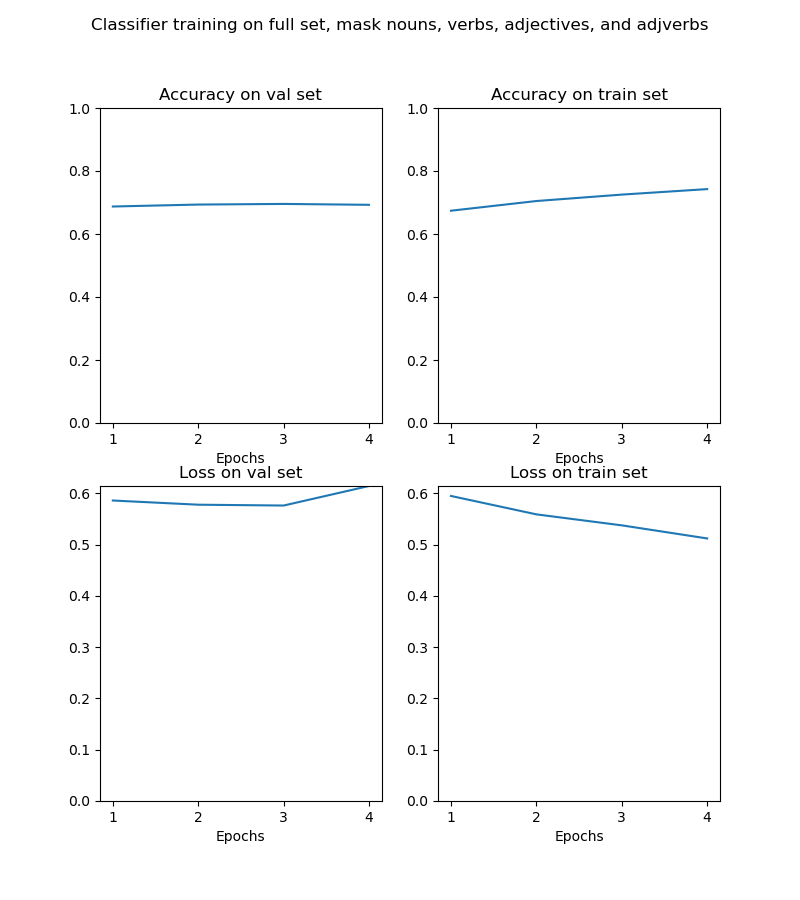 Classifier training on full set, mask nouns, verbs, adjectives, and adjverbs
Accuracy on val set
1.0
0.8
0.6
0.4
0.2
0.0
1 2 3 4
Epochs
Accuracy on train set
1.0
0.8
0.6
0.4
0.2
0.0
1 2 3 4
Epochs
Loss on val set
0.6
0.5
0.4
0.3
0.2
0.1
0.0
1 2 3 4
Epochs
Loss on train set
0.6
0.5
0.4
0.3
0.2
0.1
0.0
1 2 3 4
Epochs